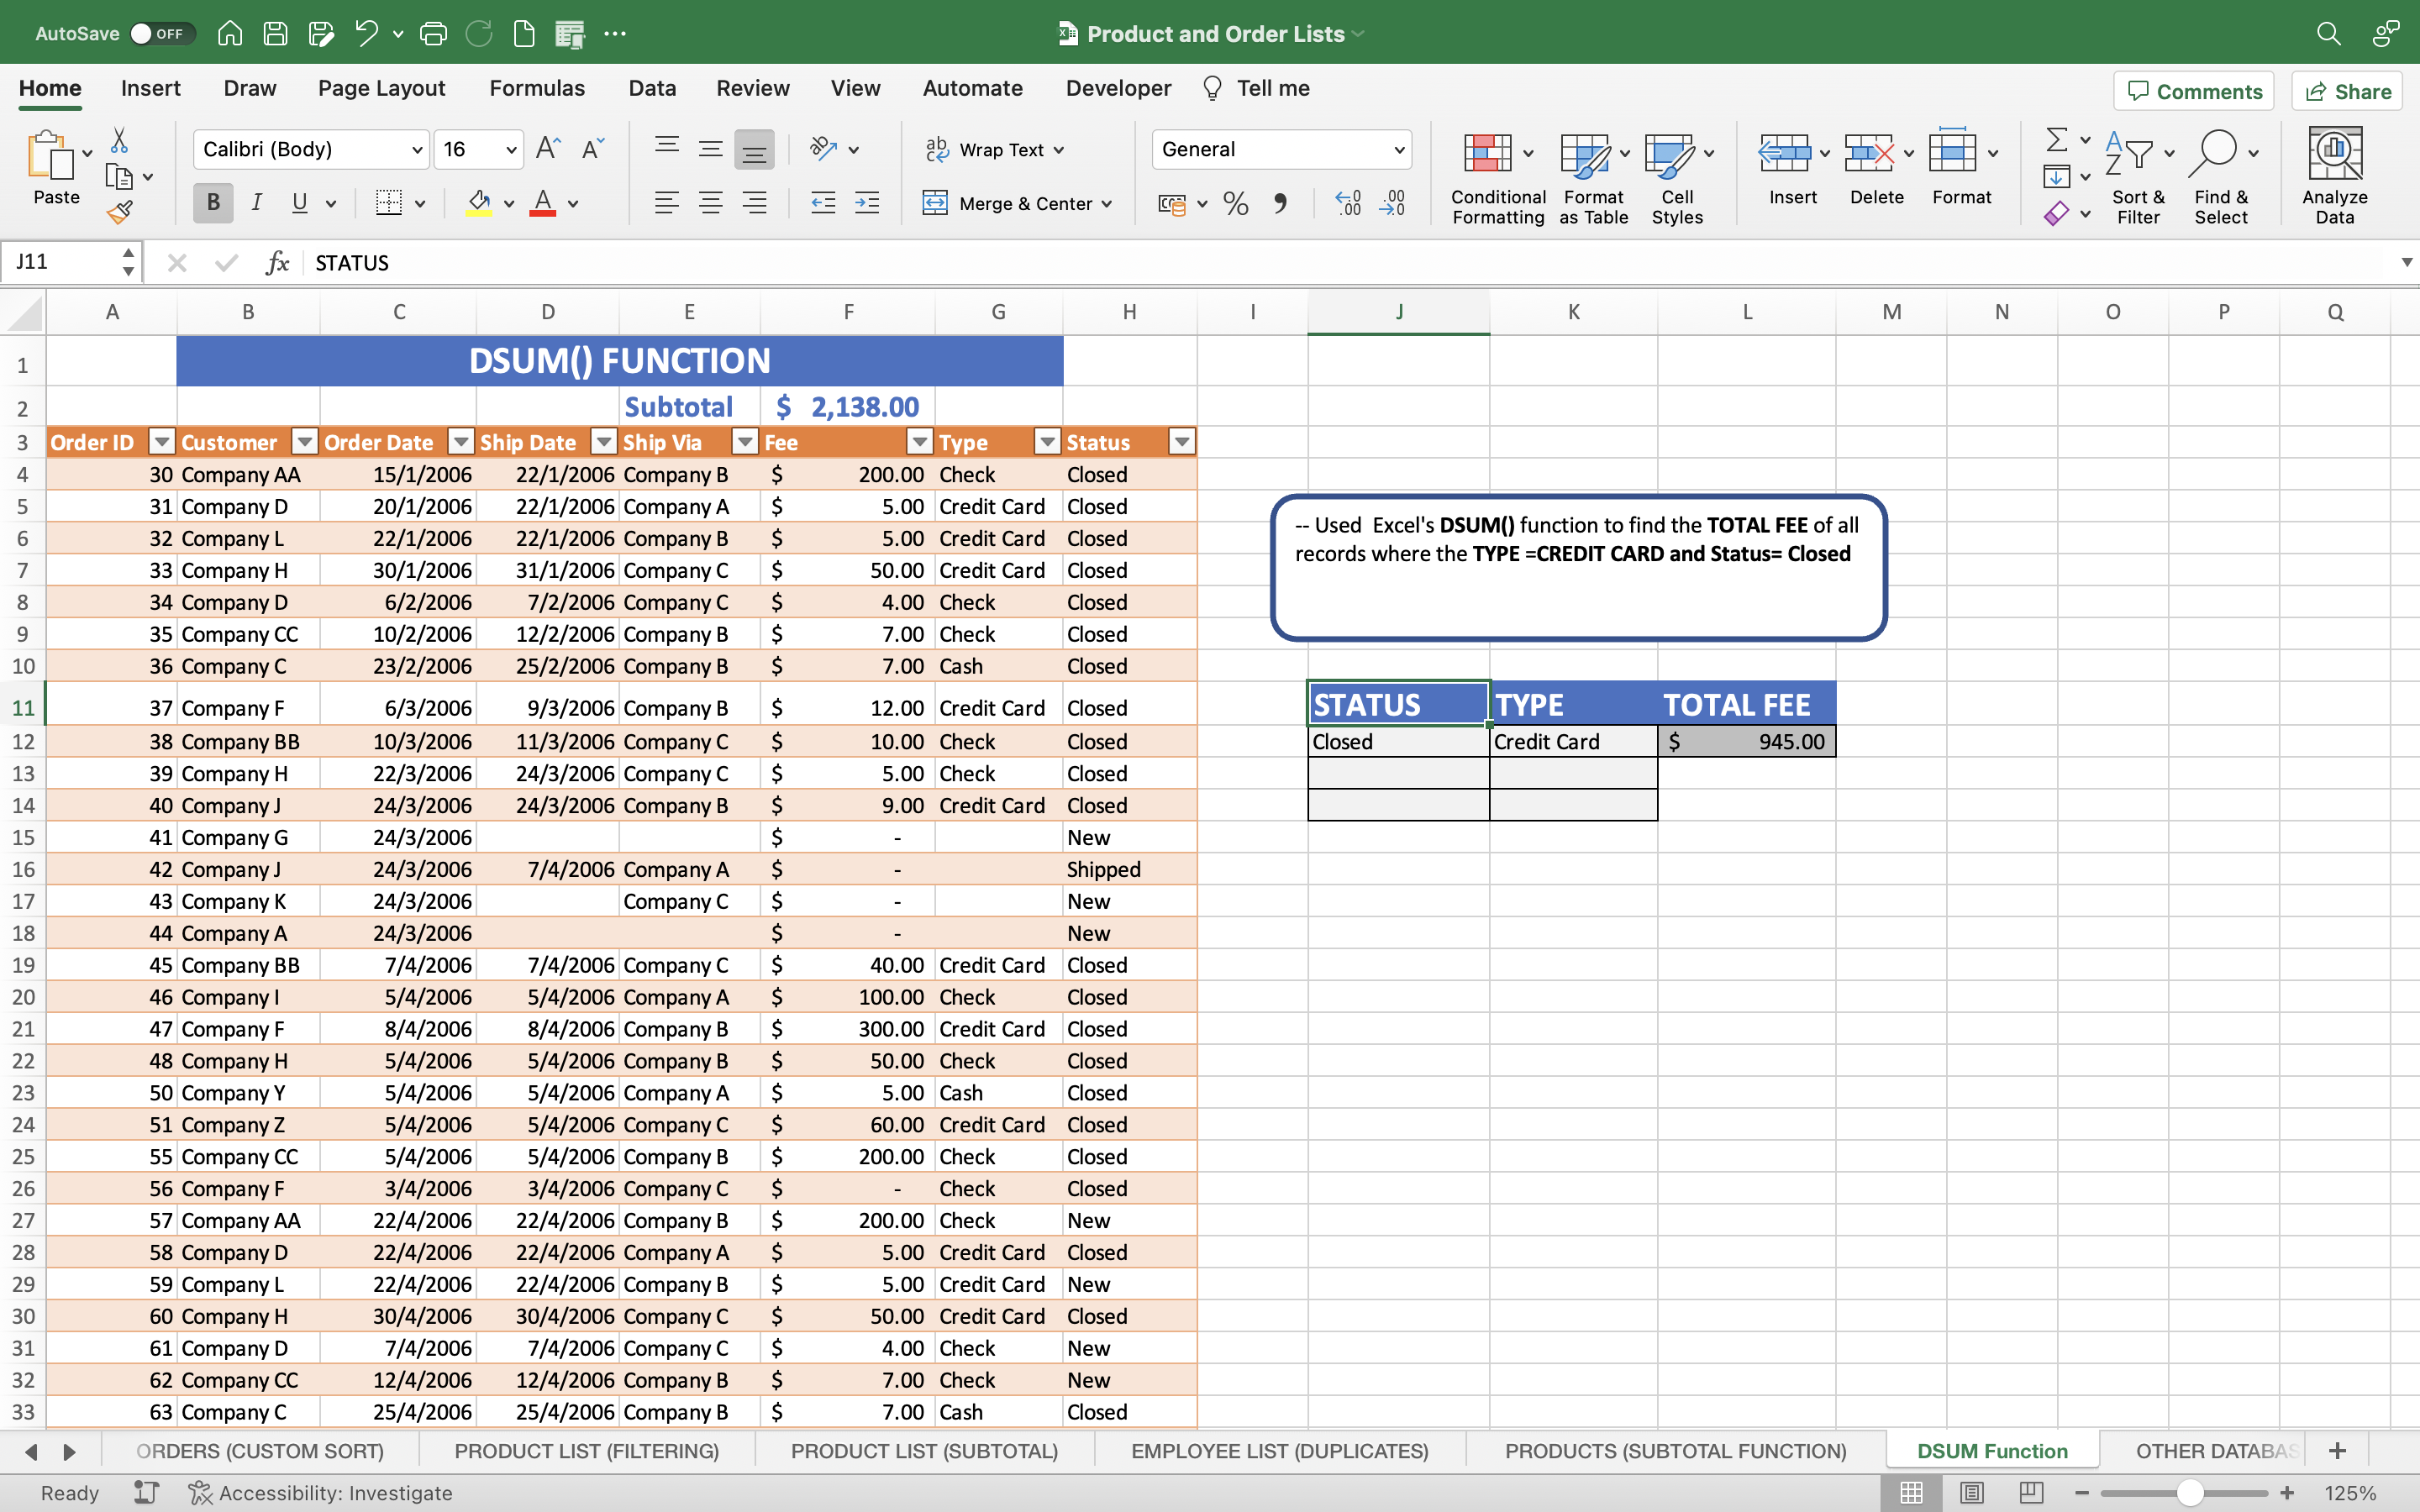 AutoSave OFF Product and Order Lists
Home Insert Draw Page Layout Formulas Data Review View Automate Developer Tell me Comments Share
Paste Calibri (Body) 16 Wrap Text General Conditional Formatting Format as Table Cell Styles Insert Delete Format Sort & Filter Find & Select Analyze Data
B I U Merge & Center
J11 fx STATUS
A B C D E F G H I J K L M N O P Q
1 DSUM() FUNCTION
2 Subtotal $ 2,138.00
3 Order ID Customer Order Date Ship Date Ship Via Fee Type Status
4 30 Company AA 15/1/2006 22/1/2006 Company B $ 200.00 Check Closed
5 31 Company D 20/1/2006 22/1/2006 Company A $ 5.00 Credit Card Closed
-- Used Excel's DSUM() function to find the TOTAL FEE of all
6 32 Company L 22/1/2006 22/1/2006 Company B $ 5.00 Credit Card Closed
records where the TYPE =CREDIT CARD and Status= Closed
7 33 Company H 30/1/2006 31/1/2006 Company C $ 50.00 Credit Card Closed
8 34 Company D 6/2/2006 7/2/2006 Company C $ 4.00 Check Closed
9 35 Company CC 10/2/2006 12/2/2006 Company B $ 7.00 Check Closed
10 36 Company C 23/2/2006 25/2/2006 Company B $ 7.00 Cash Closed
11 37 Company F 6/3/2006 9/3/2006 Company B $ 12.00 Credit Card Closed STATUS TYPE TOTAL FEE
12 38 Company BB 10/3/2006 11/3/2006 Company C $ 10.00 Check Closed Closed Credit Card $ 945.00
13 39 Company H 22/3/2006 24/3/2006 Company C $ 5.00 Check Closed
14 40 Company J 24/3/2006 24/3/2006 Company B $ 9.00 Credit Card Closed
15 41 Company G 24/3/2006 $ - New
16 42 Company J 24/3/2006 7/4/2006 Company A $ - Shipped
17 43 Company K 24/3/2006 Company C $ - New
18 44 Company A 24/3/2006 $ - New
19 45 Company BB 7/4/2006 7/4/2006 Company C $ 40.00 Credit Card Closed
20 46 Company I 5/4/2006 5/4/2006 Company A $ 100.00 Check Closed
21 47 Company F 8/4/2006 8/4/2006 Company B $ 300.00 Credit Card Closed
22 48 Company H 5/4/2006 5/4/2006 Company B $ 50.00 Check Closed
23 50 Company Y 5/4/2006 5/4/2006 Company A $ 5.00 Cash Closed
24 51 Company Z 5/4/2006 5/4/2006 Company C $ 60.00 Credit Card Closed
25 55 Company CC 5/4/2006 5/4/2006 Company B $ 200.00 Check Closed
26 56 Company F 3/4/2006 3/4/2006 Company C $ - Check Closed
27 57 Company AA 22/4/2006 22/4/2006 Company B $ 200.00 Check New
28 58 Company D 22/4/2006 22/4/2006 Company A $ 5.00 Credit Card Closed
29 59 Company L 22/4/2006 22/4/2006 Company B $ 5.00 Credit Card New
30 60 Company H 30/4/2006 30/4/2006 Company C $ 50.00 Credit Card Closed
31 61 Company D 7/4/2006 7/4/2006 Company C $ 4.00 Check New
32 62 Company CC 12/4/2006 12/4/2006 Company B $ 7.00 Check New
33 63 Company C 25/4/2006 25/4/2006 Company B $ 7.00 Cash Closed
ORDERS (CUSTOM SORT) PRODUCT LIST (FILTERING) PRODUCT LIST (SUBTOTAL) EMPLOYEE LIST (DUPLICATES) PRODUCTS (SUBTOTAL FUNCTION) DSUM Function OTHER DATABAS
Ready Accessibility: Investigate 125%